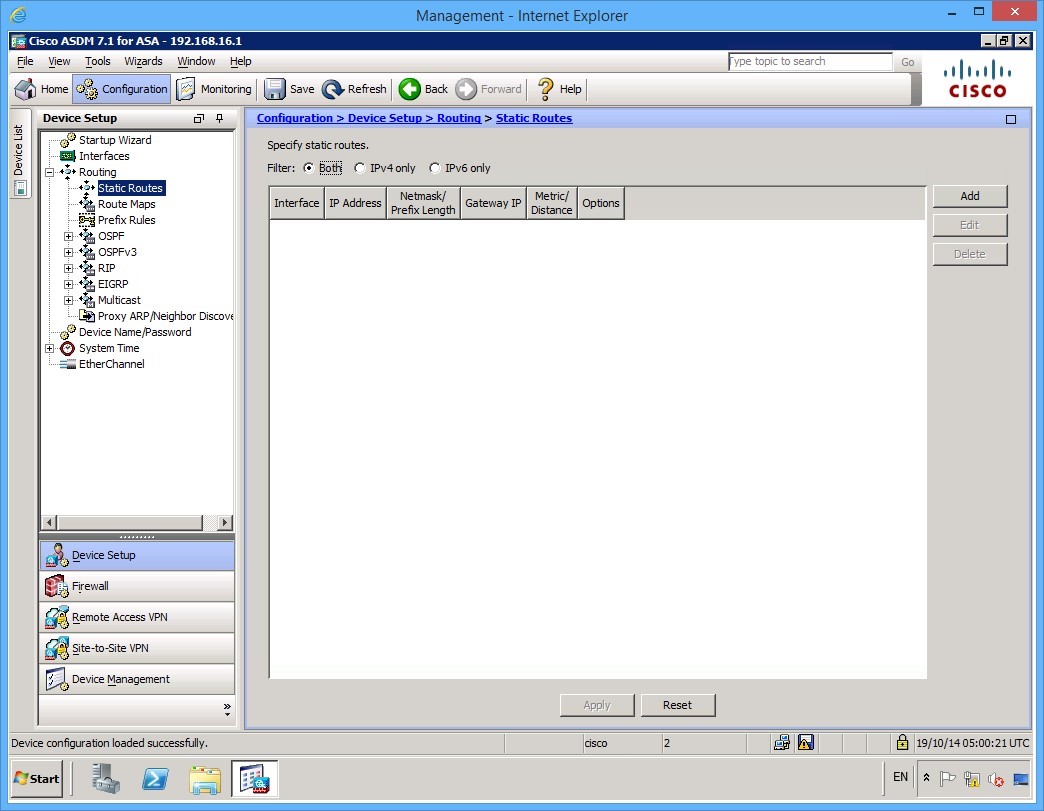 Management - Internet Explorer
Cisco ASDM 7.1 for ASA - 192.168.16.1
File View Tools Wizards Window Help
Type topic to search Go
Home Configuration Monitoring Save Refresh Back Forward Help
CISCO
Device List
Device Setup
Startup Wizard
Interfaces
Routing
Static Routes
Route Maps
Prefix Rules
OSPF
OSPFv3
RIP
EIGRP
Multicast
Proxy ARP/Neighbor Discove
Device Name/Password
System Time
EtherChannel
Device Setup
Firewall
Remote Access VPN
Site-to-Site VPN
Device Management
Configuration > Device Setup > Routing > Static Routes
Specify static routes.
Filter: Both IPv4 only IPv6 only
Interface IP Address Netmask/ Prefix Length Gateway IP Metric/ Distance Options
Add
Edit
Delete
Apply Reset
Device configuration loaded successfully. cisco 2 19/10/14 05:00:21 UTC
Start EN